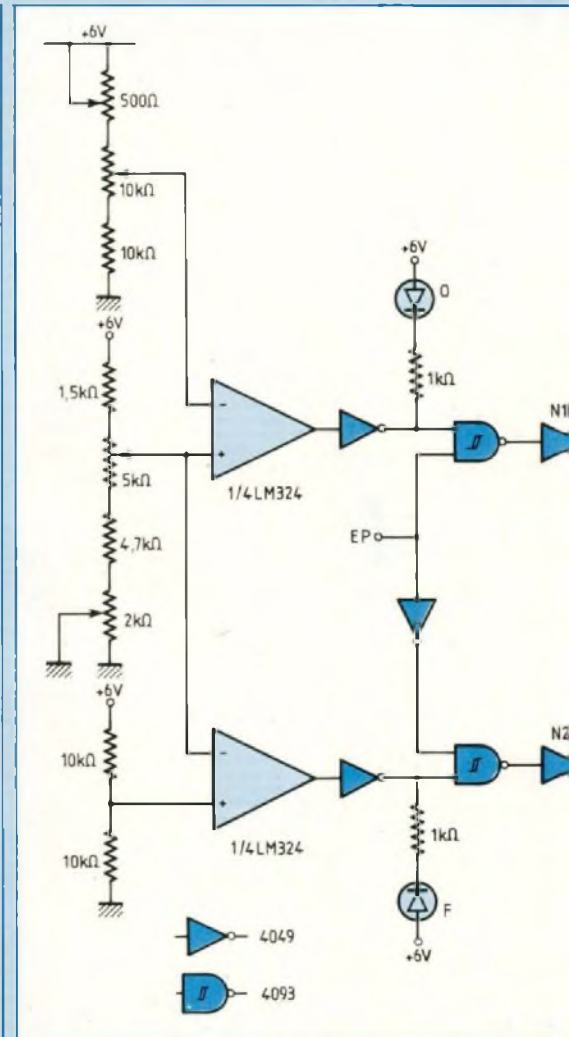 +6V
500Ω
10kΩ
10kΩ
+6V
1,5kΩ
5kΩ
4,7kΩ
2kΩ
+6V
10kΩ
10kΩ
-
+
1/4LM324
-
+
1/4LM324
+6V
O
1kΩ
EP
N1
N2
1kΩ
F
+6V
4049
4093